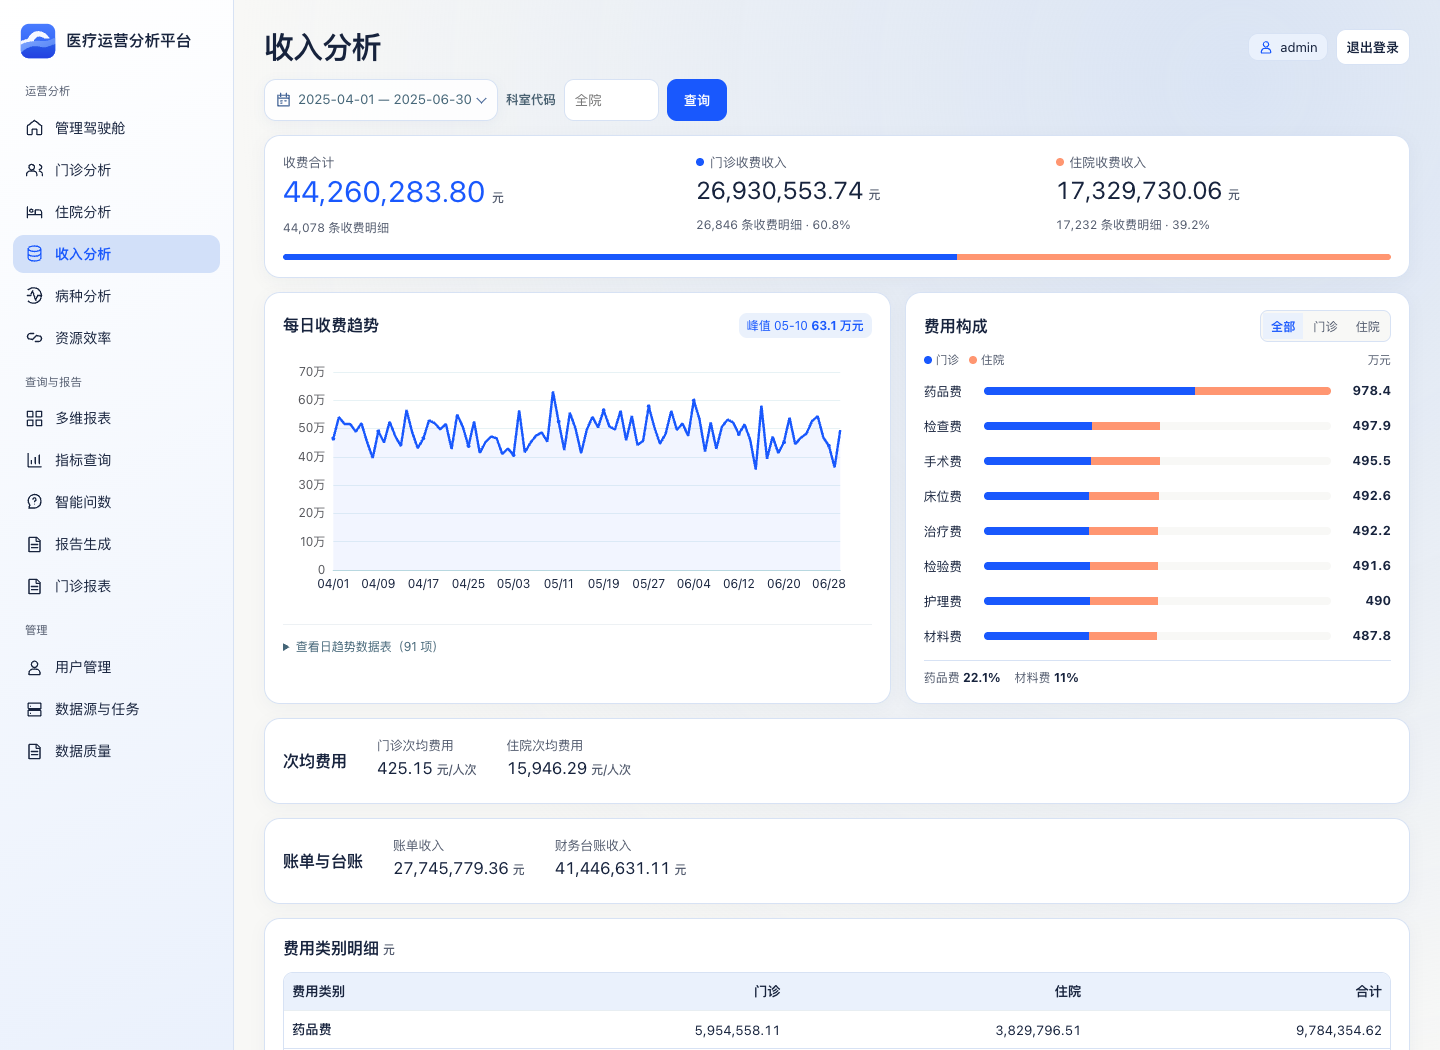 医疗运营分析平台
运营分析
管理驾驶舱
门诊分析
住院分析
收入分析
病种分析
资源效率
查询与报告
多维报表
指标查询
智能问数
报告生成
门诊报表
管理
用户管理
数据源与任务
数据质量
收入分析
admin
退出登录
2025-04-01 — 2025-06-30 科室代码 全院 查询
收费合计
44,260,283.80 元
44,078 条收费明细
门诊收费收入
26,930,553.74 元
26,846 条收费明细 · 60.8%
住院收费收入
17,329,730.06 元
17,232 条收费明细 · 39.2%
每日收费趋势
峰值 05-10 63.1 万元
70万
60万
50万
40万
30万
20万
10万
0
04/01 04/09 04/17 04/25 05/03 05/11 05/19 05/27 06/04 06/12 06/20 06/28
查看日趋势数据表（91 项）
费用构成
全部 门诊 住院
门诊 住院 万元
药品费 978.4
检查费 497.9
手术费 495.5
床位费 492.6
治疗费 492.2
检验费 491.6
护理费 490
材料费 487.8
药品费 22.1% 材料费 11%
次均费用
门诊次均费用
425.15 元/人次
住院次均费用
15,946.29 元/人次
账单与台账
账单收入
27,745,779.36 元
财务台账收入
41,446,631.11 元
费用类别明细 元
费用类别 门诊 住院 合计
药品费 5,954,558.11 3,829,796.51 9,784,354.62